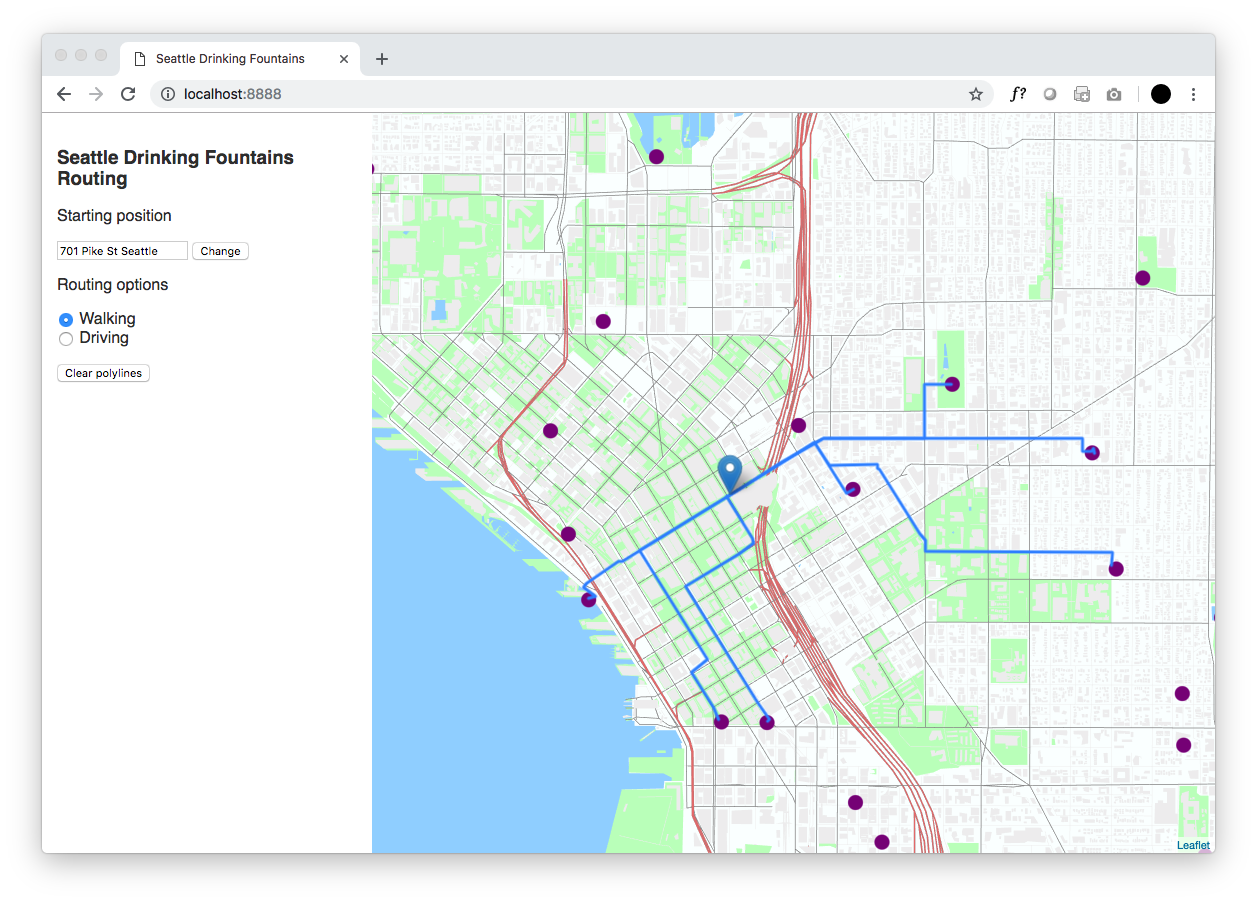 Seattle Drinking Fountains
localhost:8888
f?
Seattle Drinking Fountains
Routing
Starting position
701 Pike St Seattle
Change
Routing options
Walking
Driving
Clear polylines
Leaflet